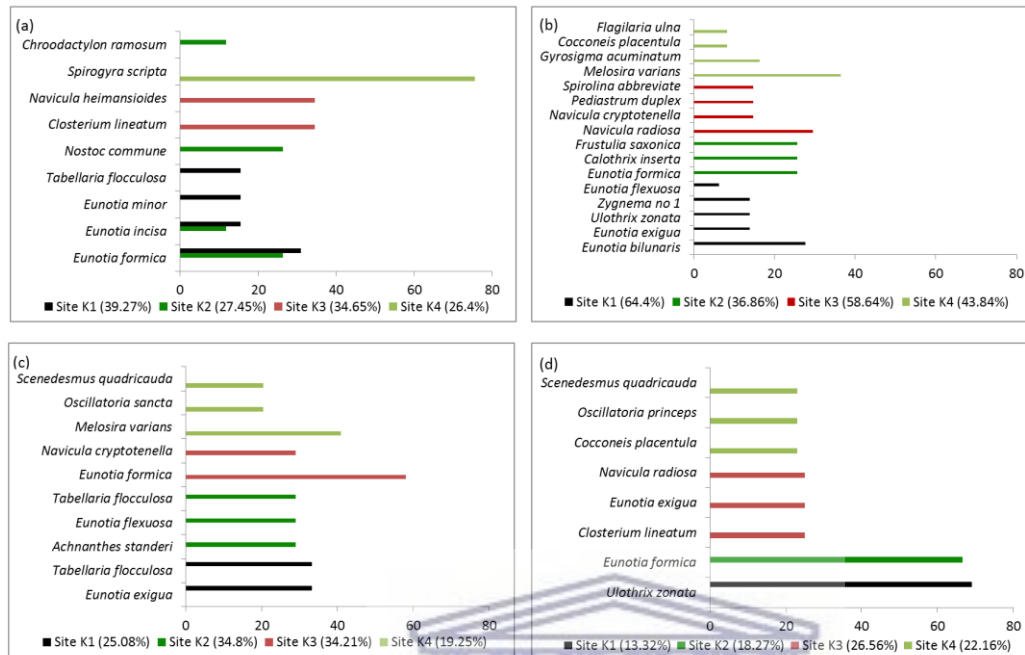 (a)
Chroodactylon ramosum
Spirogyra scripta
Navicula heimansioides
Closterium lineatum
Nostoc commune
Tabellaria flocculosa
Eunotia minor
Eunotia incisa
Eunotia formica
0 20 40 60 80
Site K1 (39.27%) Site K2 (27.45%) Site K3 (34.65%) Site K4 (26.4%)
(b)
Flagilaria ulna
Cocconeis placentula
Gyrosigma acuminatum
Melosira varians
Spirolina abbreviate
Pediastrum duplex
Navicula cryptotenella
Navicula radiosa
Frustulia saxonica
Calothrix inserta
Eunotia formica
Eunotia flexuosa
Zygnema no 1
Ulothrix zonata
Eunotia exigua
Eunotia bilunaris
0 20 40 60 80
Site K1 (64.4%) Site K2 (36.86%) Site K3 (58.64%) Site K4 (43.84%)
(c)
Scenedesmus quadricauda
Oscillatoria sancta
Melosira varians
Navicula cryptotenella
Eunotia formica
Tabellaria flocculosa
Eunotia flexuosa
Achnanthes standeri
Tabellaria flocculosa
Eunotia exigua
0 20 40 60 80
Site K1 (25.08%) Site K2 (34.8%) Site K3 (34.21%) Site K4 (19.25%)
(d)
Scenedesmus quadricauda
Oscillatoria princeps
Cocconeis placentula
Navicula radiosa
Eunotia exigua
Closterium lineatum
Eunotia formica
Ulothrix zonata
0 20 40 60 80
Site K1 (13.32%) Site K2 (18.27%) Site K3 (26.56%) Site K4 (22.16%)